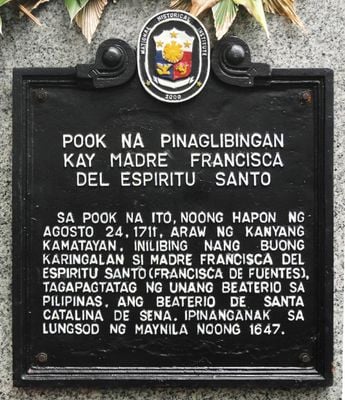 NATIONAL HISTORICAL INSTITUTE
2009
POOK NA PINAGLIBINGAN
KAY MADRE FRANCISCA
DEL ESPIRITU SANTO
SA POOK NA ITO, NOONG HAPON NG
AGOSTO 24, 1711, ARAW NG KANYANG
KAMATAYAN, INILIBING NANG BUONG
KARINGALAN SI MADRE FRANCISCA DEL
ESPIRITU SANTO (FRANCISCA DE FUENTES),
TAGAPAGTATAG NG UNANG BEATERIO SA
PILIPINAS, ANG BEATERIO DE SANTA
CATALINA DE SENA. IPINANGANAK SA
LUNGSOD NG MAYNILA NOONG 1647.